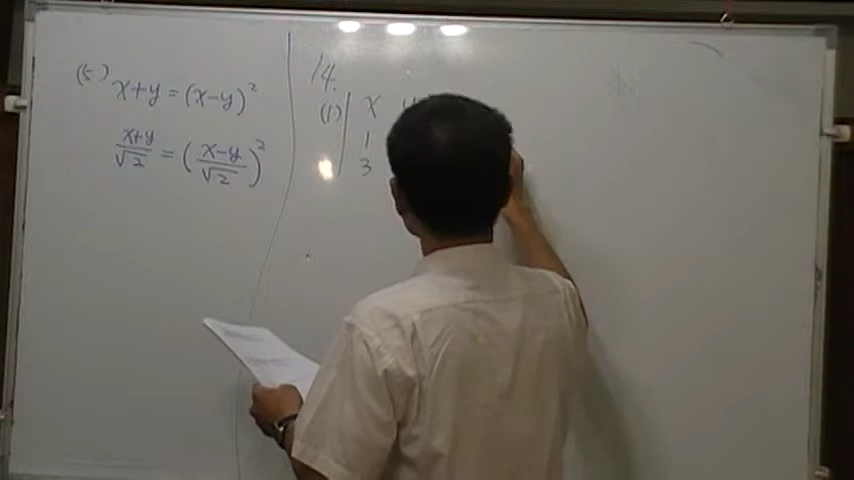 (5) x+y=(x-y)²
(x+y)/√2 = ((x-y)/√2)²
14.
(1) | x y
1
3